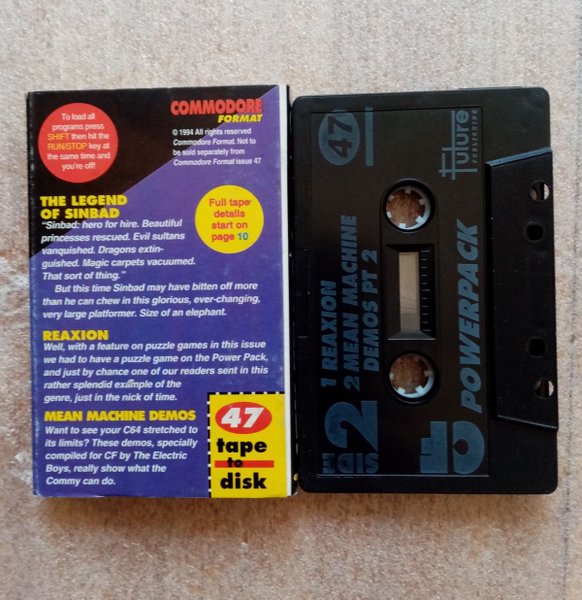 To load all
programs press
SHIFT then hit the
RUN/STOP key at
the same time and
you're off!
COMMODORE
FORMAT
© 1994 All rights reserved
Commodore Format. Not to
be sold separately from
Commodore Format issue 47
THE LEGEND
OF SINBAD
Full tape
details
start on
page 10
"Sinbad: hero for hire. Beautiful
princesses rescued. Evil sultans
vanquished. Dragons extin-
guished. Magic carpets vacuumed.
That sort of thing."
But this time Sinbad may have bitten off more
than he can chew in this glorious, ever-changing,
very large platformer. Size of an elephant.
REAXION
Well, with a feature on puzzle games in this issue
we had to have a puzzle game on the Power Pack,
and just by chance one of our readers sent in this
rather splendid example of the
genre, just in the nick of time.
MEAN MACHINE DEMOS
Want to see your C64 stretched to
its limits? These demos, specially
compiled for CF by The Electric
Boys, really show what the
Commy can do.
47
tape
to
disk
SIDE 2
1 REAXION
2 MEAN MACHINE
DEMOS PT 2
47
CF POWERPACK
Future
PUBLISHING